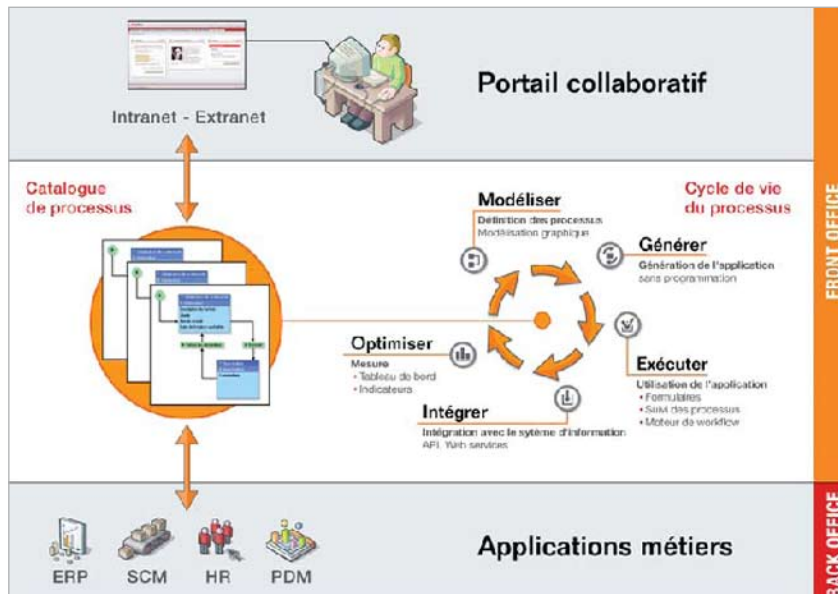 Portail collaboratif
Intranet - Extranet
Catalogue
de processus
Cycle de vie
du processus
Modéliser
Définition des processus
Modélisation graphique
Générer
Génération de l'application
sans programmation
Exécuter
Utilisation de l'application
• Formulaires
• Suivi des processus
• Moteur de workflow
Intégrer
Intégration avec le sytème d'information
API, Web services
Optimiser
Mesure
• Tableau de bord
• Indicateurs
FRONT OFFICE
Applications métiers
ERP
SCM
HR
PDM
BACK OFFICE